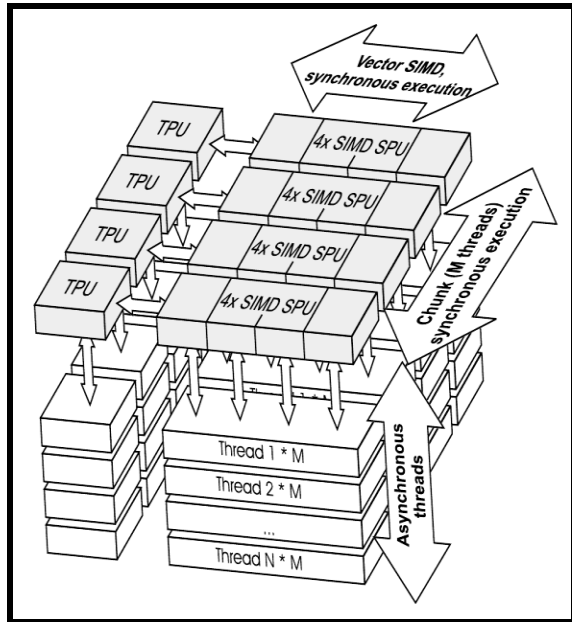 Vector SIMD,
synchronous execution
TPU
4x SIMD SPU
TPU
4x SIMD SPU
TPU
4x SIMD SPU
TPU
4x SIMD SPU
Chunk (M threads)
synchronous execution
Thread 1 * M
Thread 2 * M
...
Thread N * M
Asynchronous
threads